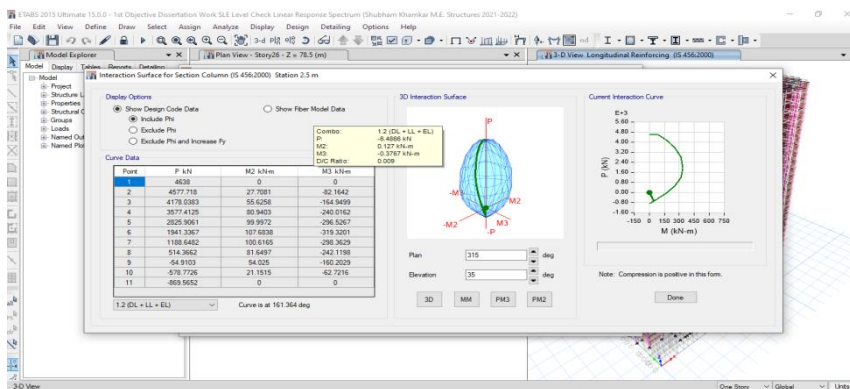 ETABS 2015 Ultimate 15.0.0 - 1st Objective Dissertation Work SLE Level Check Linear Response Spectrum (Shubham Khamkar M.E. Structures 2021-2022)
File Edit View Define Draw Select Assign Analyze Display Design Detailing Options Help
Model Explorer
Plan View - Story26 - Z = 78.5 (m)
3-D View Longitudinal Reinforcing (IS 456:2000)
Model Display Tables Reports Detailing
Model
Project
Structure L
Properties
Structural O
Groups
Loads
Named Out
Named Plo
Interaction Surface for Section Column (IS 456:2000) Station 2.5 m
Display Options
Show Design Code Data
Show Fiber Model Data
Include Phi
Exclude Phi
Exclude Phi and Increase Fy
Combo: 1.2 (DL + LL + EL)
P: -6.4866 kN
M2: 0.127 kN-m
M3: -0.3767 kN-m
D/C Ratio: 0.009
Curve Data
Point P kN M2 kN-m M3 kN-m
1 4638 0 0
2 4577.718 27.7081 -82.1642
3 4178.0383 55.6258 -164.9499
4 3577.4125 80.9403 -240.0162
5 2825.9061 99.9972 -296.5267
6 1941.3367 107.6838 -319.3201
7 1188.6482 100.6165 -298.3629
8 514.3662 81.6497 -242.1198
9 -54.9103 54.025 -160.2029
10 -578.7726 21.1515 -62.7216
11 -869.5652 0 0
1.2 (DL + LL + EL)
Curve is at 161.364 deg
3D Interaction Surface
P
-M3
M2
-M2
M3
-P
Plan 315 deg
Elevation 35 deg
3D MM PM3 PM2
Current Interaction Curve
E+3
5.60
4.80
4.00
3.20
2.40
1.60
0.80
0.00
-0.80
-1.60
P (kN)
-150 0 150 300 450 600 750
M (kN-m)
Note: Compression is positive in this form.
Done
3-D View
One Story
Global
Units